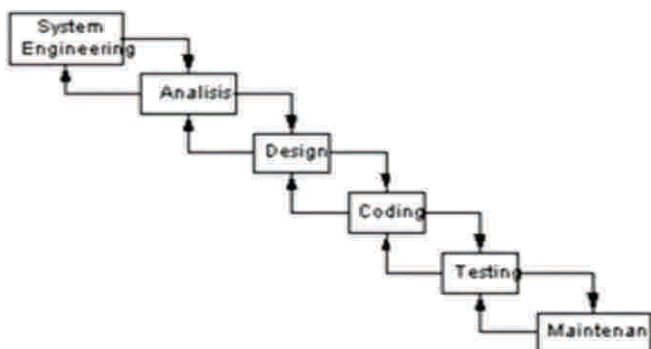 System
Engineering
Analisis
Design
Coding
Testing
Maintenan